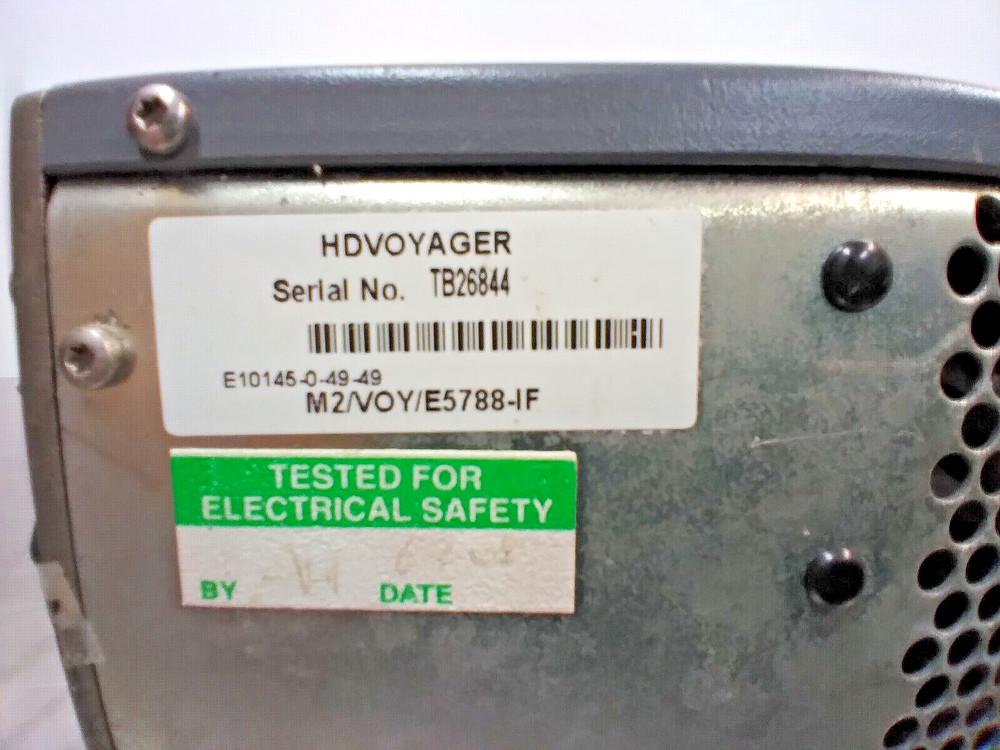 HDVOYAGER
Serial No. TB26844
E10145-0-49-49
M2/VOY/E5788-IF
TESTED FOR
ELECTRICAL SAFETY
BY DATE